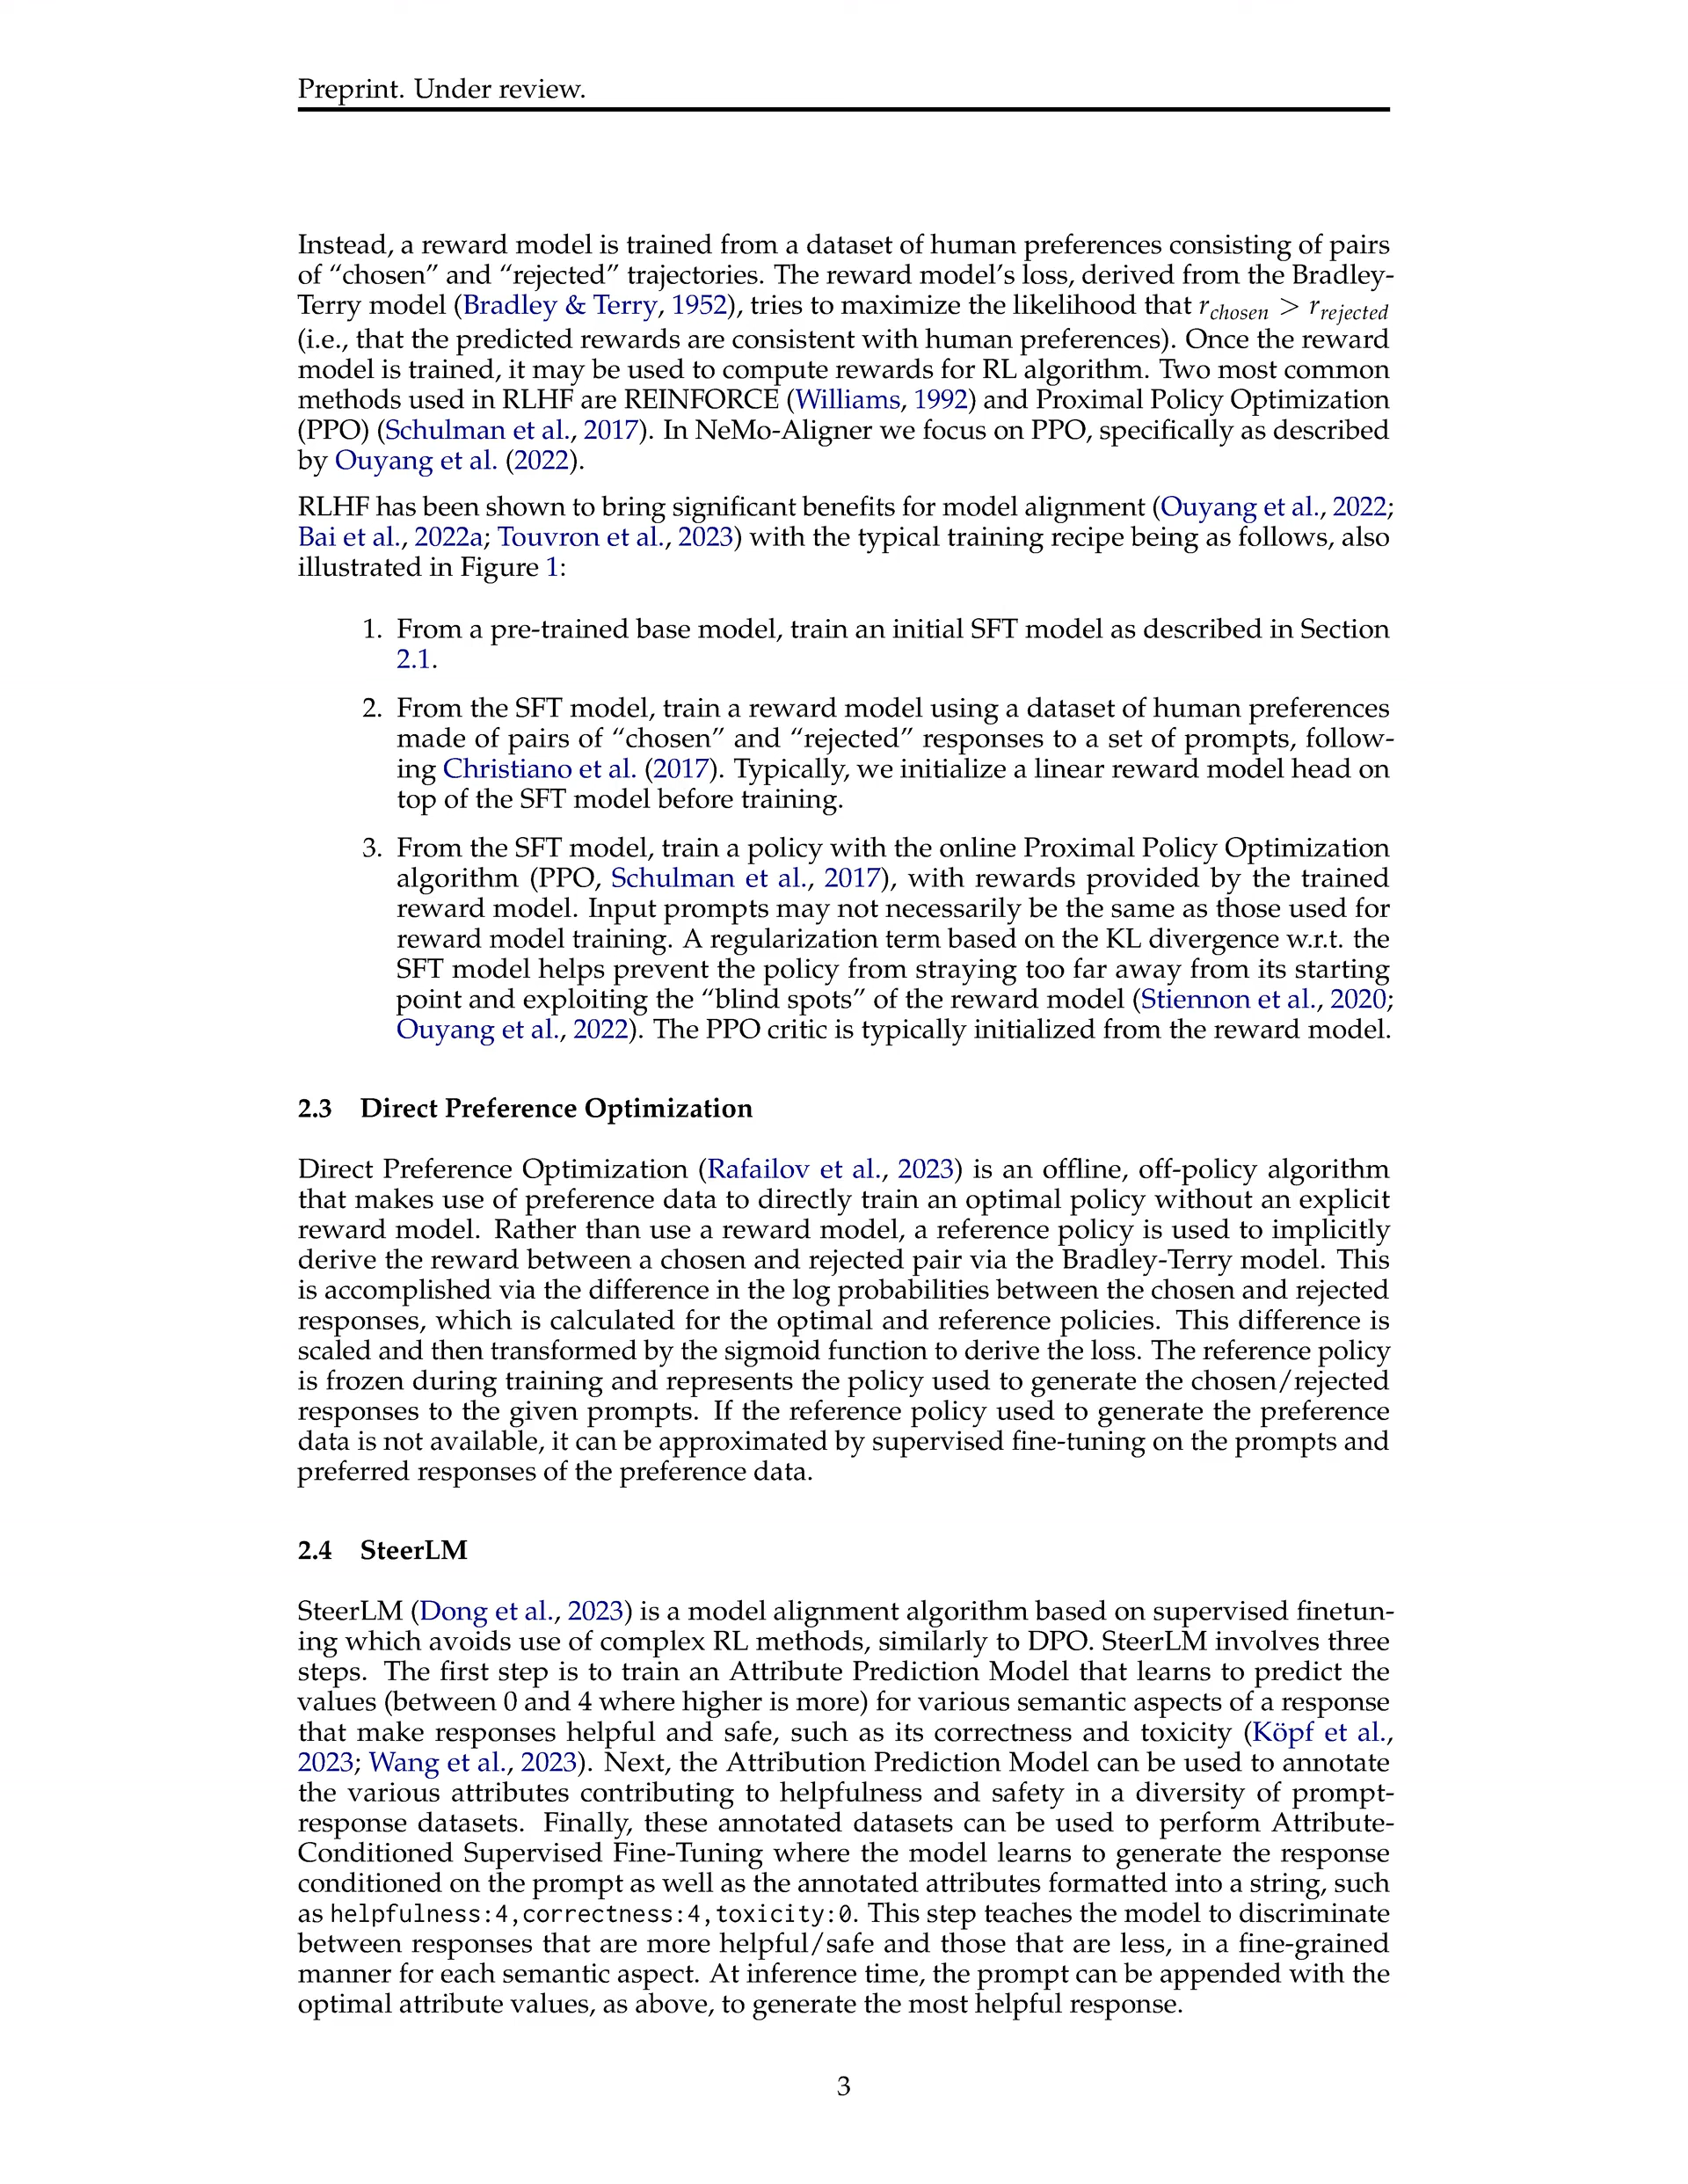 Preprint. Under review.
Instead, a reward model is trained from a dataset of human preferences consisting of pairs
of “chosen” and “rejected” trajectories. The reward model’s loss, derived from the Bradley-
Terry model (Bradley & Terry, 1952), tries to maximize the likelihood that r_chosen > r_rejected
(i.e., that the predicted rewards are consistent with human preferences). Once the reward
model is trained, it may be used to compute rewards for RL algorithm. Two most common
methods used in RLHF are REINFORCE (Williams, 1992) and Proximal Policy Optimization
(PPO) (Schulman et al., 2017). In NeMo-Aligner we focus on PPO, specifically as described
by Ouyang et al. (2022).
RLHF has been shown to bring significant benefits for model alignment (Ouyang et al., 2022;
Bai et al., 2022a; Touvron et al., 2023) with the typical training recipe being as follows, also
illustrated in Figure 1:
1. From a pre-trained base model, train an initial SFT model as described in Section
2.1.
2. From the SFT model, train a reward model using a dataset of human preferences
made of pairs of “chosen” and “rejected” responses to a set of prompts, follow-
ing Christiano et al. (2017). Typically, we initialize a linear reward model head on
top of the SFT model before training.
3. From the SFT model, train a policy with the online Proximal Policy Optimization
algorithm (PPO, Schulman et al., 2017), with rewards provided by the trained
reward model. Input prompts may not necessarily be the same as those used for
reward model training. A regularization term based on the KL divergence w.r.t. the
SFT model helps prevent the policy from straying too far away from its starting
point and exploiting the “blind spots” of the reward model (Stiennon et al., 2020;
Ouyang et al., 2022). The PPO critic is typically initialized from the reward model.
2.3 Direct Preference Optimization
Direct Preference Optimization (Rafailov et al., 2023) is an offline, off-policy algorithm
that makes use of preference data to directly train an optimal policy without an explicit
reward model. Rather than use a reward model, a reference policy is used to implicitly
derive the reward between a chosen and rejected pair via the Bradley-Terry model. This
is accomplished via the difference in the log probabilities between the chosen and rejected
responses, which is calculated for the optimal and reference policies. This difference is
scaled and then transformed by the sigmoid function to derive the loss. The reference policy
is frozen during training and represents the policy used to generate the chosen/rejected
responses to the given prompts. If the reference policy used to generate the preference
data is not available, it can be approximated by supervised fine-tuning on the prompts and
preferred responses of the preference data.
2.4 SteerLM
SteerLM (Dong et al., 2023) is a model alignment algorithm based on supervised finetun-
ing which avoids use of complex RL methods, similarly to DPO. SteerLM involves three
steps. The first step is to train an Attribute Prediction Model that learns to predict the
values (between 0 and 4 where higher is more) for various semantic aspects of a response
that make responses helpful and safe, such as its correctness and toxicity (Köpf et al.,
2023; Wang et al., 2023). Next, the Attribution Prediction Model can be used to annotate
the various attributes contributing to helpfulness and safety in a diversity of prompt-
response datasets. Finally, these annotated datasets can be used to perform Attribute-
Conditioned Supervised Fine-Tuning where the model learns to generate the response
conditioned on the prompt as well as the annotated attributes formatted into a string, such
as helpfulness:4,correctness:4,toxicity:0. This step teaches the model to discriminate
between responses that are more helpful/safe and those that are less, in a fine-grained
manner for each semantic aspect. At inference time, the prompt can be appended with the
optimal attribute values, as above, to generate the most helpful response.
3